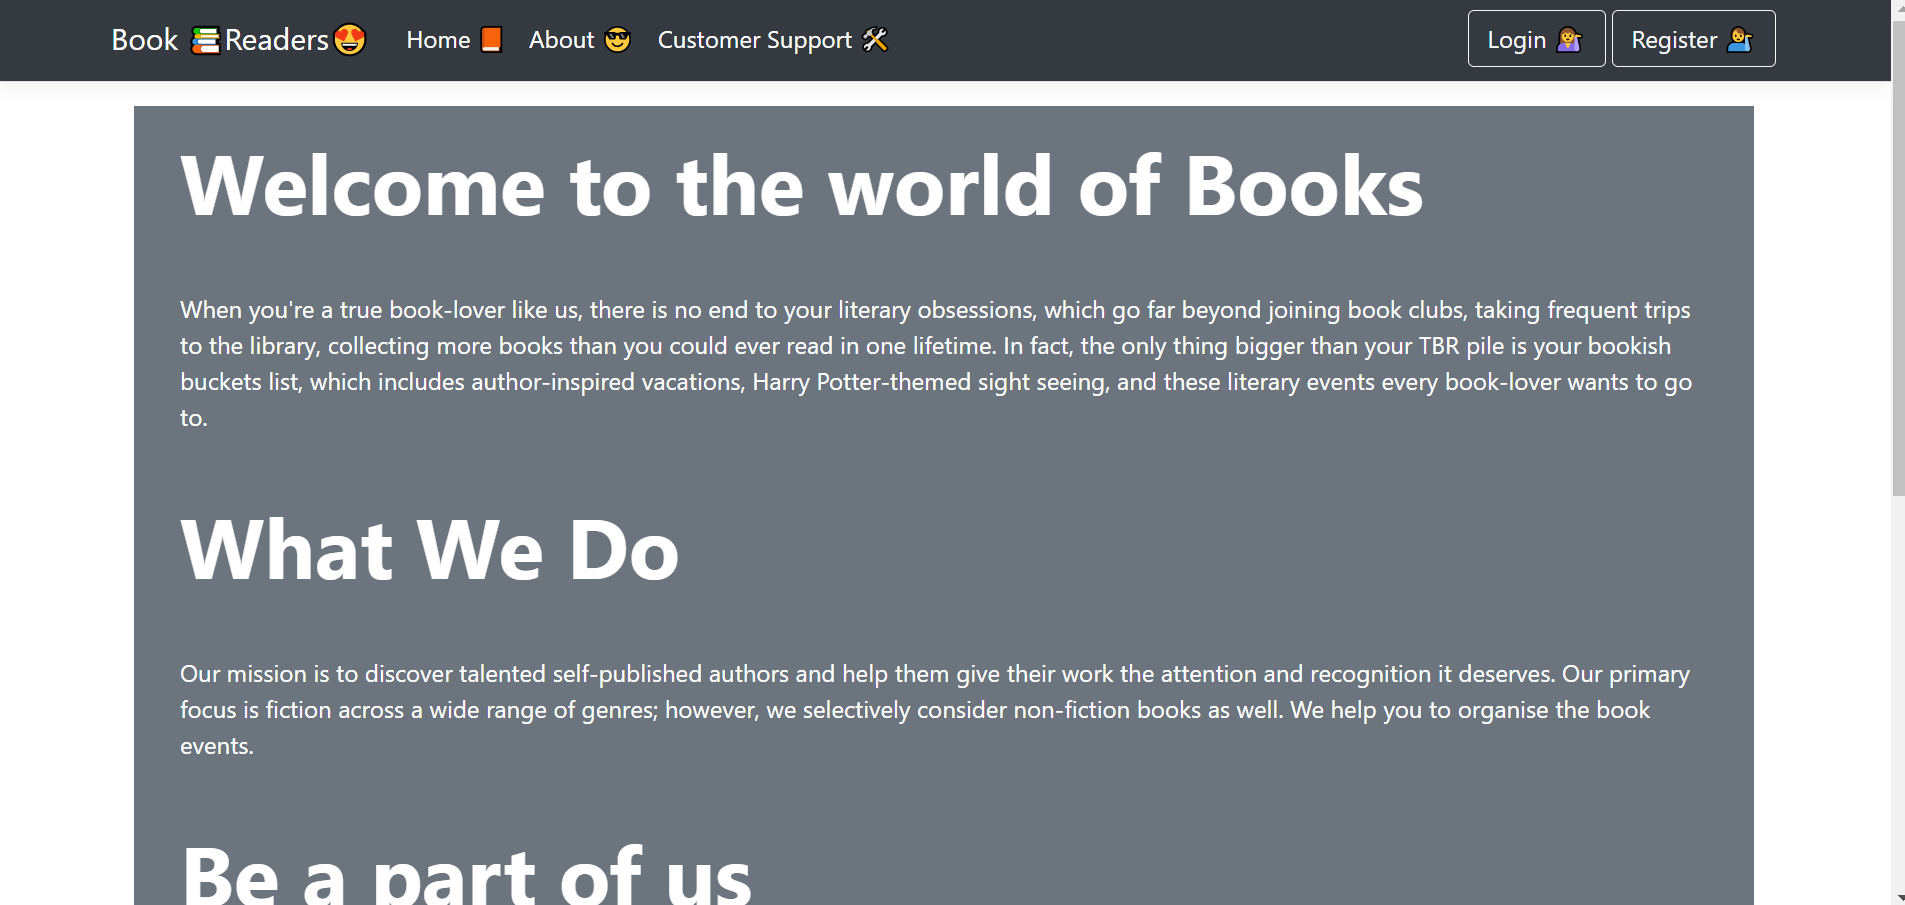 Book 📚Readers😍 Home 📙 About 😎 Customer Support 🛠 Login 💁‍♀️ Register 💁‍♂️
Welcome to the world of Books
When you're a true book-lover like us, there is no end to your literary obsessions, which go far beyond joining book clubs, taking frequent trips
to the library, collecting more books than you could ever read in one lifetime. In fact, the only thing bigger than your TBR pile is your bookish
buckets list, which includes author-inspired vacations, Harry Potter-themed sight seeing, and these literary events every book-lover wants to go
to.
What We Do
Our mission is to discover talented self-published authors and help them give their work the attention and recognition it deserves. Our primary
focus is fiction across a wide range of genres; however, we selectively consider non-fiction books as well. We help you to organise the book
events.
Be a part of us